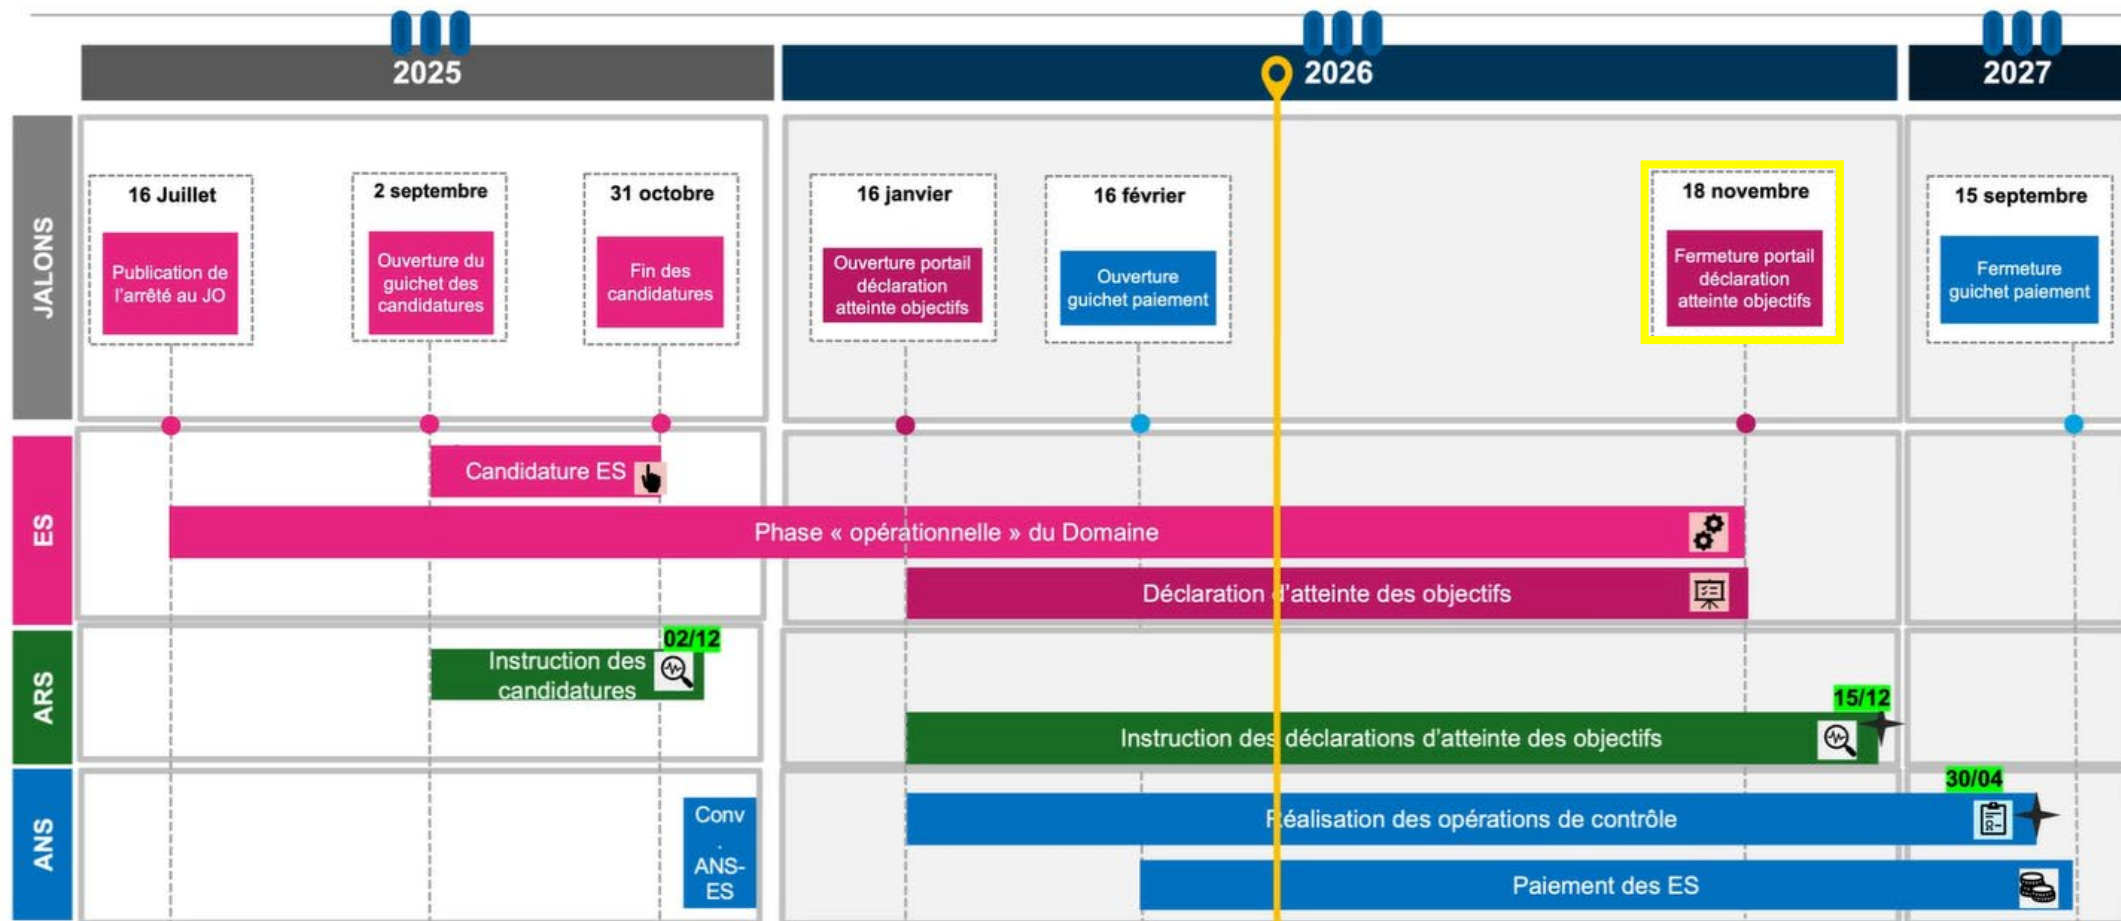 2025
2026
2027
JALONS
16 Juillet
Publication de
l'arrêté au JO
2 septembre
Ouverture du
guichet des
candidatures
31 octobre
Fin des
candidatures
16 janvier
Ouverture portail
déclaration
atteinte objectifs
16 février
Ouverture
guichet paiement
18 novembre
Fermeture portail
déclaration
atteinte objectifs
15 septembre
Fermeture
guichet paiement
ES
Candidature ES
Phase « opérationnelle » du Domaine
Déclaration d'atteinte des objectifs
ARS
02/12
Instruction des
candidatures
15/12
Instruction des déclarations d'atteinte des objectifs
ANS
Conv
.
ANS-
ES
30/04
Réalisation des opérations de contrôle
Paiement des ES